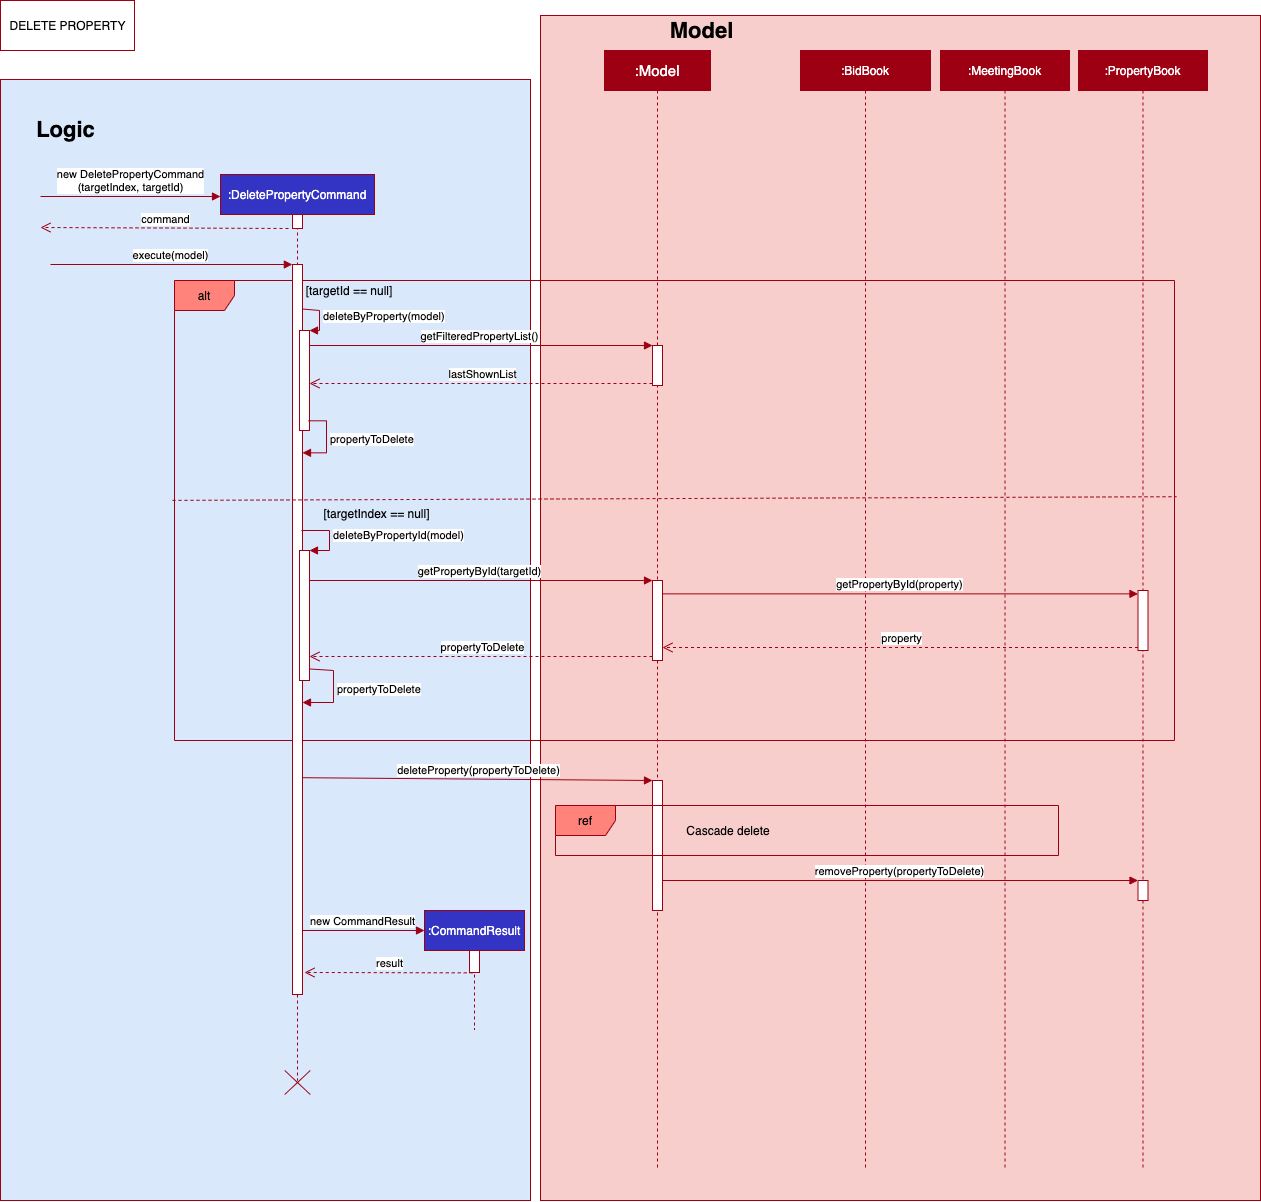 DELETE PROPERTY
Model
:Model
:BidBook
:MeetingBook
:PropertyBook
Logic
new DeletePropertyCommand
(targetIndex, targetId)
:DeletePropertyCommand
command
execute(model)
alt
[targetId == null]
deleteByProperty(model)
getFilteredPropertyList()
lastShownList
propertyToDelete
[targetIndex == null]
deleteByPropertyId(model)
getPropertyById(targetId)
getPropertyById(property)
property
propertyToDelete
propertyToDelete
deleteProperty(propertyToDelete)
ref
Cascade delete
removeProperty(propertyToDelete)
new CommandResult
:CommandResult
result